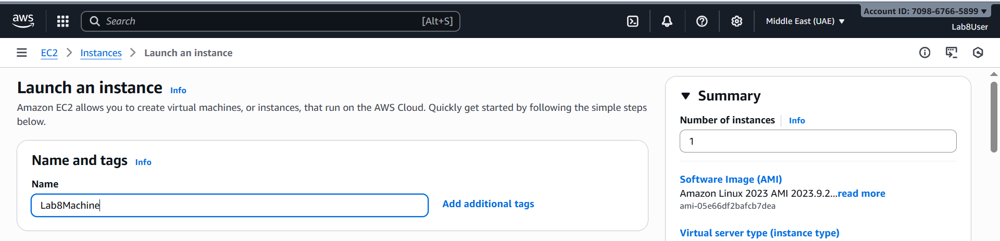 aws
Search
[Alt+S]
Middle East (UAE)
Account ID: 7098-6766-5899
Lab8User
EC2
Instances
Launch an instance
Launch an instance
Info
Amazon EC2 allows you to create virtual machines, or instances, that run on the AWS Cloud. Quickly get started by following the simple steps
below.
Name and tags
Info
Name
Lab8Machine
Add additional tags
Summary
Number of instances
Info
1
Software Image (AMI)
Amazon Linux 2023 AMI 2023.9.2...read more
ami-05e66df2bafcb7dea
Virtual server type (instance type)